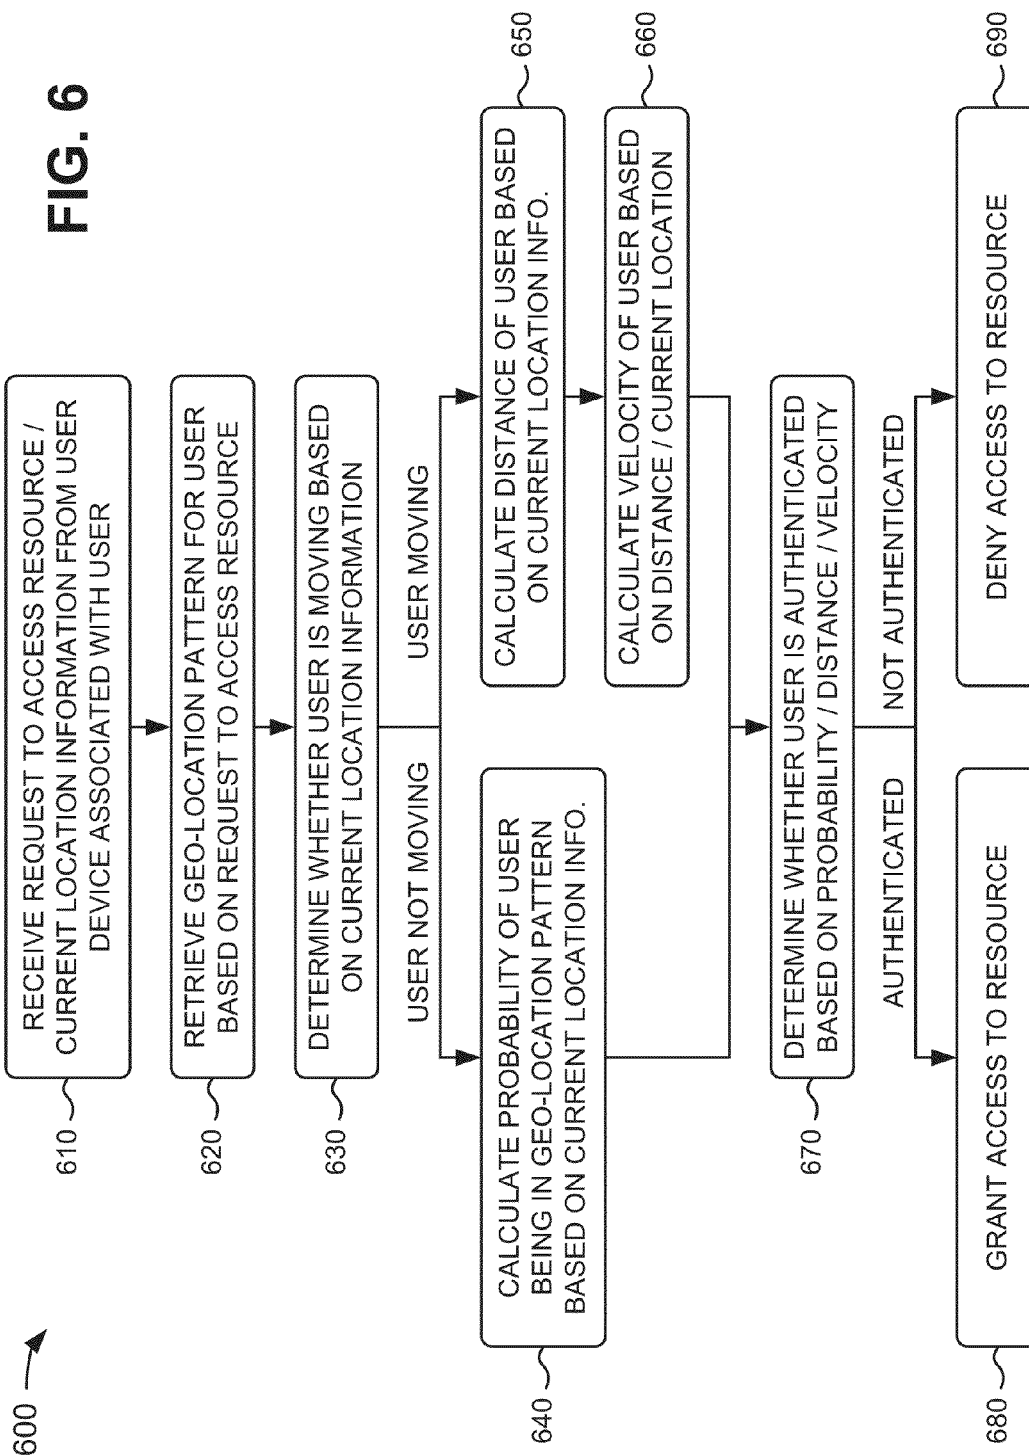 600
FIG. 6
610
RECEIVE REQUEST TO ACCESS RESOURCE /
CURRENT LOCATION INFORMATION FROM USER
DEVICE ASSOCIATED WITH USER
620
RETRIEVE GEO-LOCATION PATTERN FOR USER
BASED ON REQUEST TO ACCESS RESOURCE
630
DETERMINE WHETHER USER IS MOVING BASED
ON CURRENT LOCATION INFORMATION
USER NOT MOVING
USER MOVING
640
CALCULATE PROBABILITY OF USER
BEING IN GEO-LOCATION PATTERN
BASED ON CURRENT LOCATION INFO.
650
CALCULATE DISTANCE OF USER BASED
ON CURRENT LOCATION INFO.
660
CALCULATE VELOCITY OF USER BASED
ON DISTANCE / CURRENT LOCATION
670
DETERMINE WHETHER USER IS AUTHENTICATED
BASED ON PROBABILITY / DISTANCE / VELOCITY
AUTHENTICATED
NOT AUTHENTICATED
680
GRANT ACCESS TO RESOURCE
690
DENY ACCESS TO RESOURCE